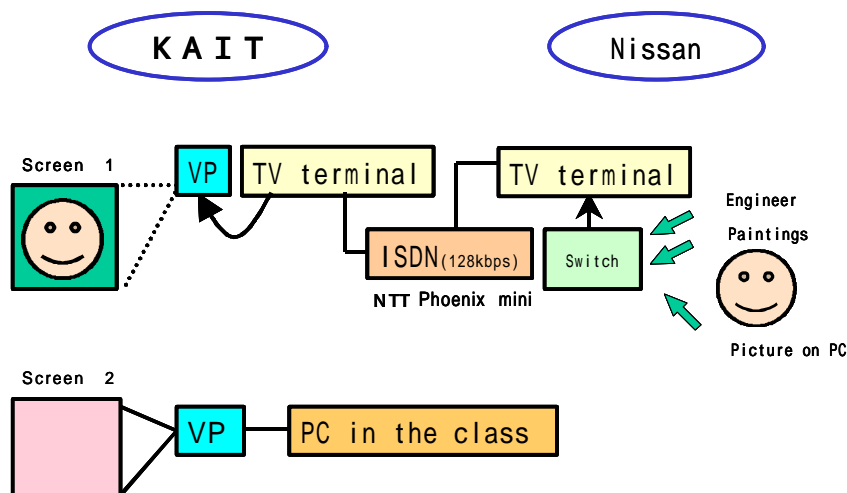 KAIT
Nissan
Screen 1
VP
TV terminal
TV terminal
Engineer
Paintings
ISDN(128kbps)
Switch
NTT Phoenix mini
Picture on PC
Screen 2
VP
PC in the class